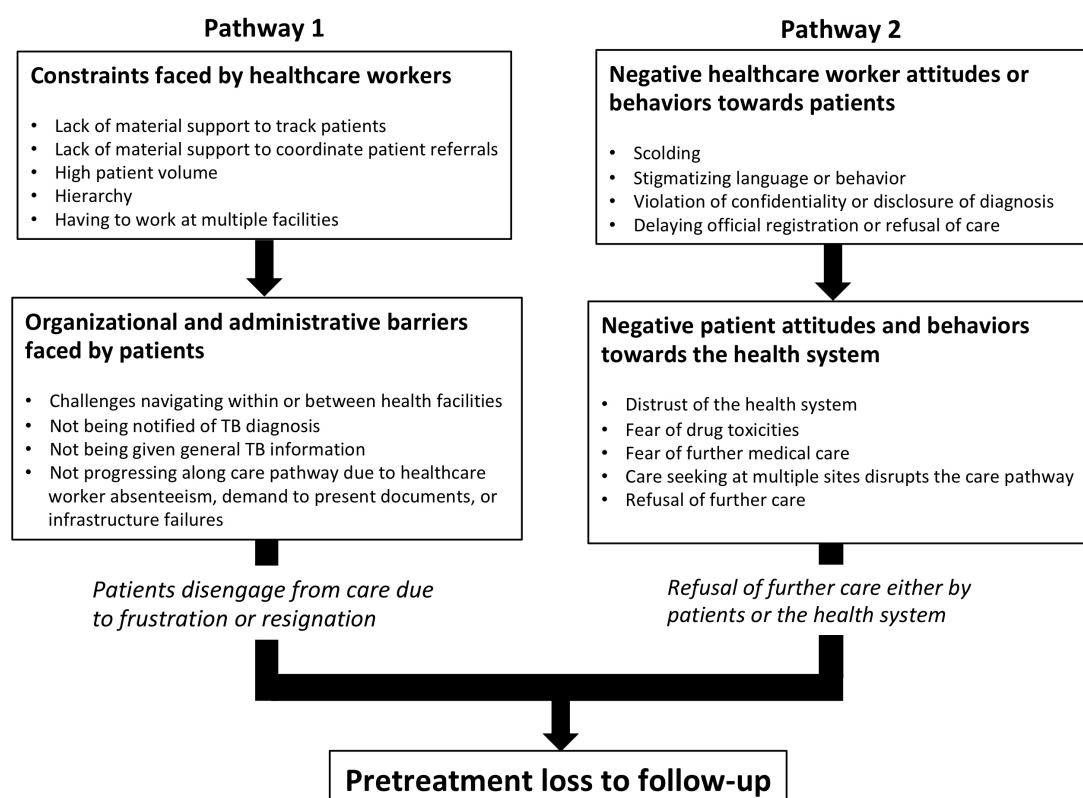 Pathway 1
Constraints faced by healthcare workers
• Lack of material support to track patients
• Lack of material support to coordinate patient referrals
• High patient volume
• Hierarchy
• Having to work at multiple facilities
Organizational and administrative barriers
faced by patients
• Challenges navigating within or between health facilities
• Not being notified of TB diagnosis
• Not being given general TB information
• Not progressing along care pathway due to healthcare
worker absenteeism, demand to present documents, or
infrastructure failures
Patients disengage from care due
to frustration or resignation
Pathway 2
Negative healthcare worker attitudes or
behaviors towards patients
• Scolding
• Stigmatizing language or behavior
• Violation of confidentiality or disclosure of diagnosis
• Delaying official registration or refusal of care
Negative patient attitudes and behaviors
towards the health system
• Distrust of the health system
• Fear of drug toxicities
• Fear of further medical care
• Care seeking at multiple sites disrupts the care pathway
• Refusal of further care
Refusal of further care either by
patients or the health system
Pretreatment loss to follow-up